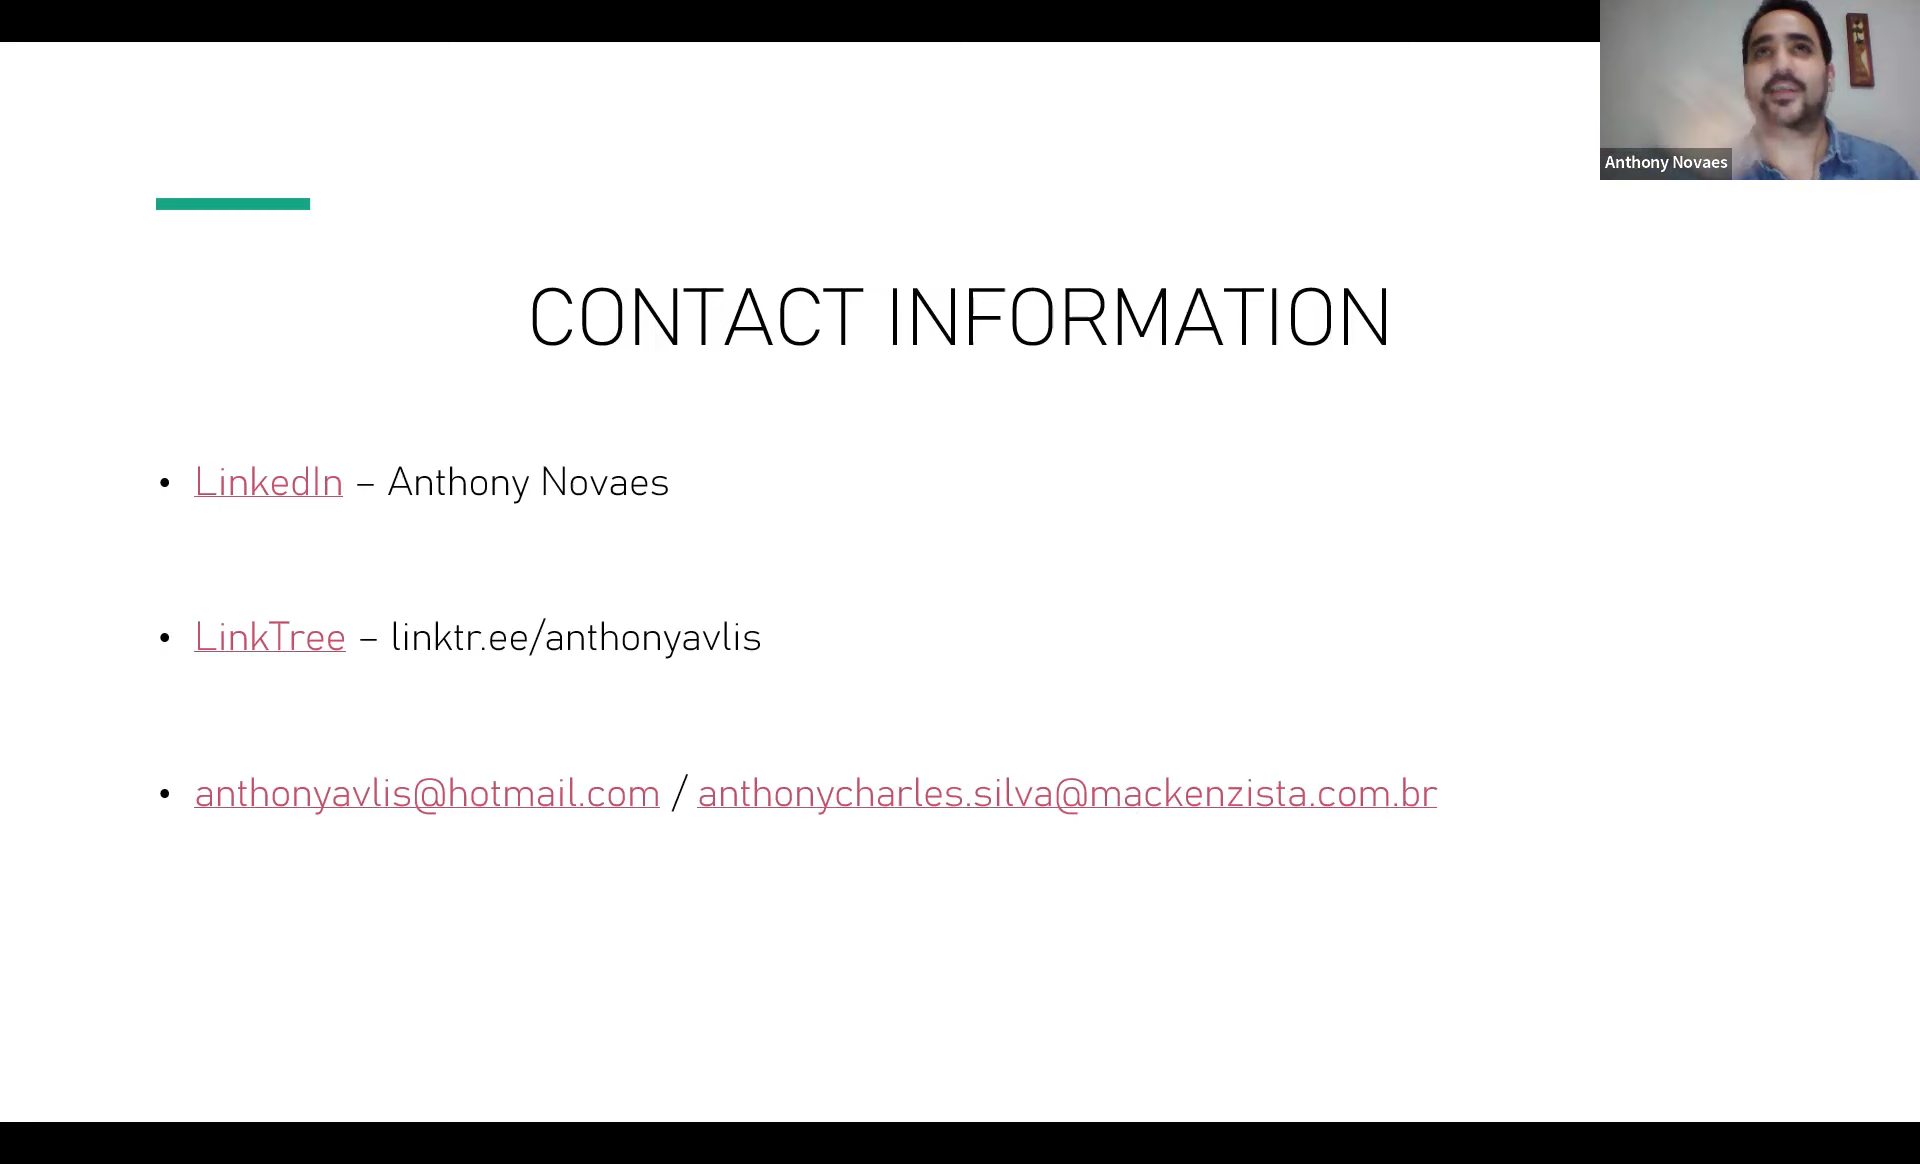 Anthony Novaes
CONTACT INFORMATION
• LinkedIn – Anthony Novaes
• LinkTree – linktr.ee/anthonyavlis
• anthonyavlis@hotmail.com / anthonycharles.silva@mackenzista.com.br